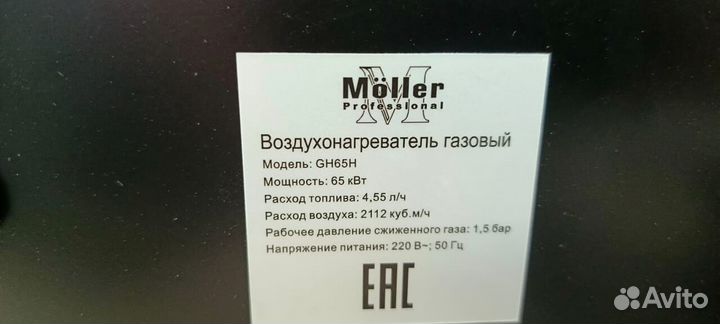 M
Möller
Professional
Воздухонагреватель газовый
Модель: GH65H
Мощность: 65 кВт
Расход топлива: 4,55 л/ч
Расход воздуха: 2112 куб.м/ч
Рабочее давление сжиженного газа: 1,5 бар
Напряжение питания: 220 В~; 50 Гц
ЕАС
Avito